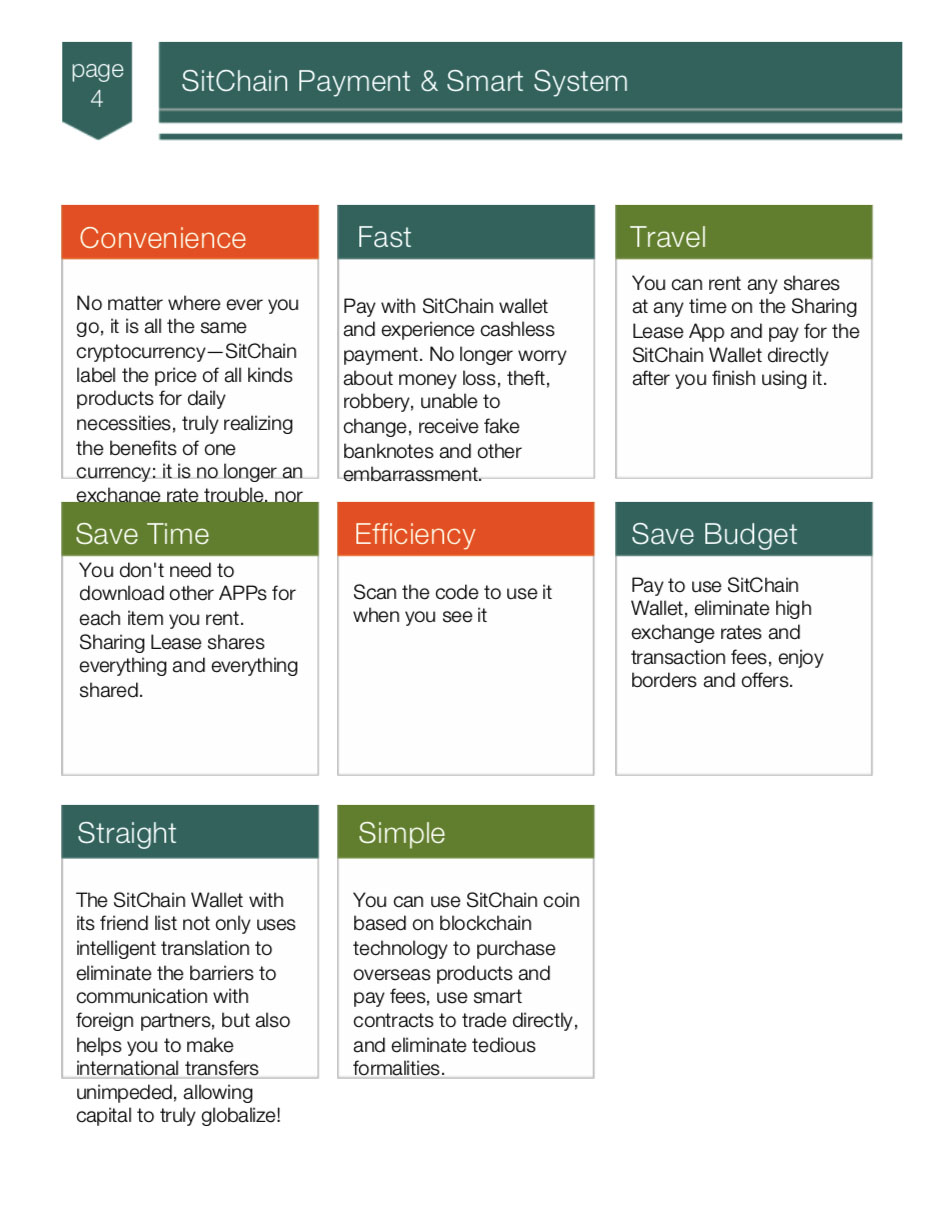 page
4
SitChain Payment & Smart System
Convenience
No matter where ever you
go, it is all the same
cryptocurrency—SitChain
label the price of all kinds
products for daily
necessities, truly realizing
the benefits of one
currency: it is no longer an
exchange rate trouble, nor
Fast
Pay with SitChain wallet
and experience cashless
payment. No longer worry
about money loss, theft,
robbery, unable to
change, receive fake
banknotes and other
embarrassment.
Travel
You can rent any shares
at any time on the Sharing
Lease App and pay for the
SitChain Wallet directly
after you finish using it.
Save Time
You don't need to
download other APPs for
each item you rent.
Sharing Lease shares
everything and everything
shared.
Efficiency
Scan the code to use it
when you see it
Save Budget
Pay to use SitChain
Wallet, eliminate high
exchange rates and
transaction fees, enjoy
borders and offers.
Straight
The SitChain Wallet with
its friend list not only uses
intelligent translation to
eliminate the barriers to
communication with
foreign partners, but also
helps you to make
international transfers
unimpeded, allowing
capital to truly globalize!
Simple
You can use SitChain coin
based on blockchain
technology to purchase
overseas products and
pay fees, use smart
contracts to trade directly,
and eliminate tedious
formalities.